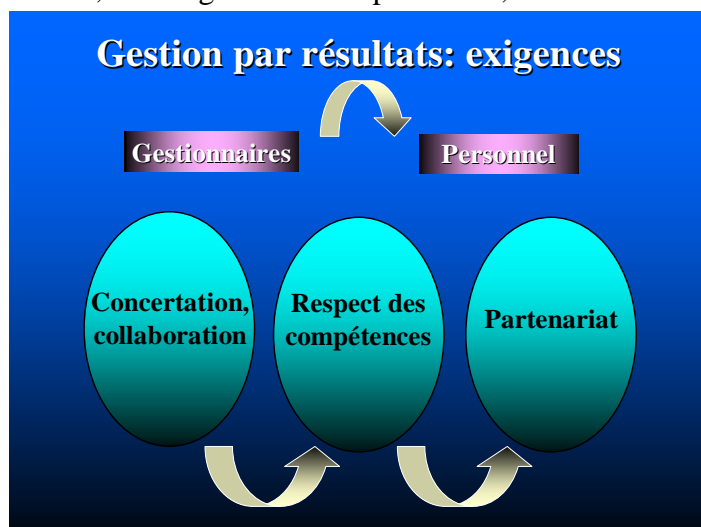 Gestion par résultats: exigences
Gestionnaires
Personnel
Concertation,
collaboration
Respect des
compétences
Partenariat